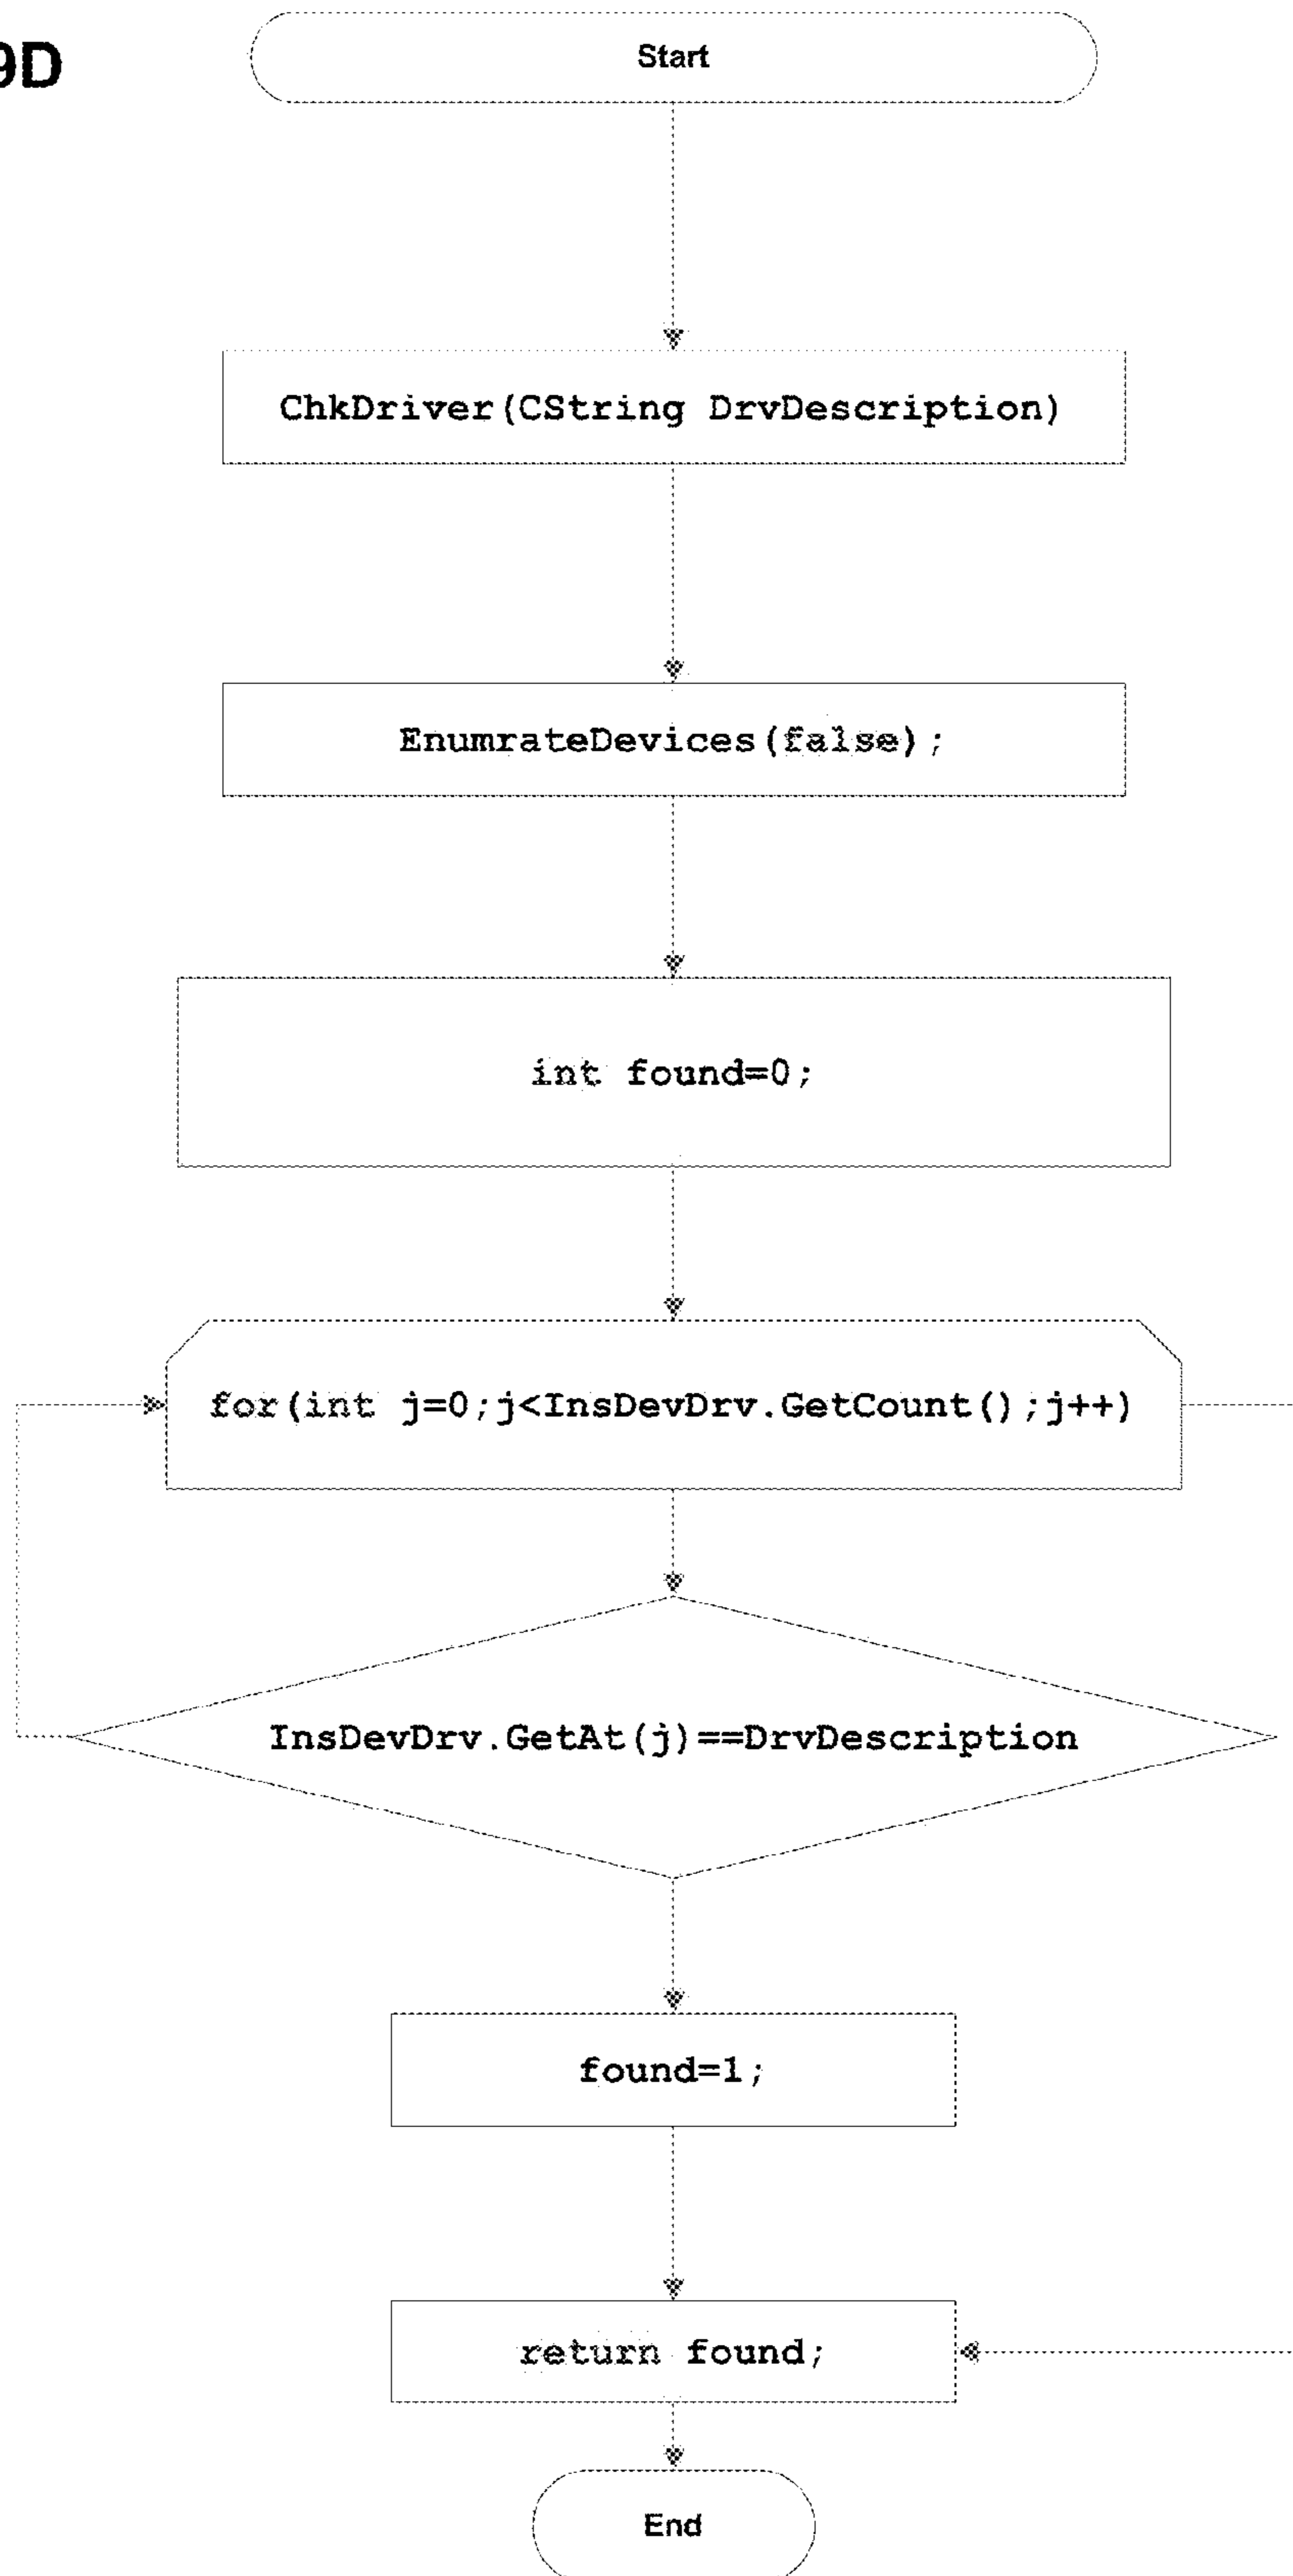 9D
Start
ChkDriver(CString DrvDescription)
EnumrateDevices(false);
int found=0;
for(int j=0;j<InsDevDrv.GetCount();j++)
InsDevDrv.GetAt(j)==DrvDescription
found=1;
return found;
End